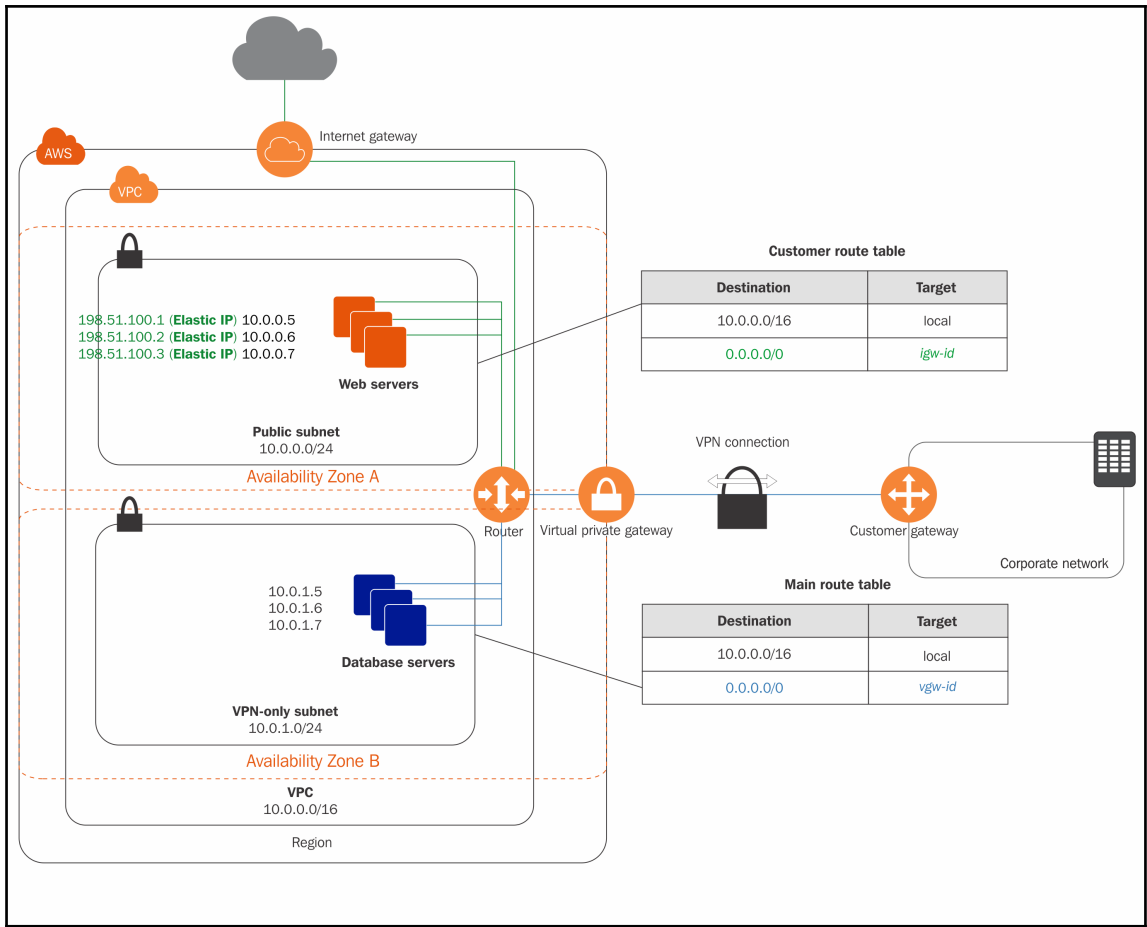 Internet gateway
AWS
VPC
198.51.100.1 (Elastic IP) 10.0.0.5
198.51.100.2 (Elastic IP) 10.0.0.6
198.51.100.3 (Elastic IP) 10.0.0.7
Web servers
Public subnet
10.0.0.0/24
Availability Zone A
Customer route table
Destination Target
10.0.0.0/16 local
0.0.0.0/0 igw-id
Router
Virtual private gateway
VPN connection
Customer gateway
Corporate network
10.0.1.5
10.0.1.6
10.0.1.7
Database servers
VPN-only subnet
10.0.1.0/24
Availability Zone B
Main route table
Destination Target
10.0.0.0/16 local
0.0.0.0/0 vgw-id
VPC
10.0.0.0/16
Region